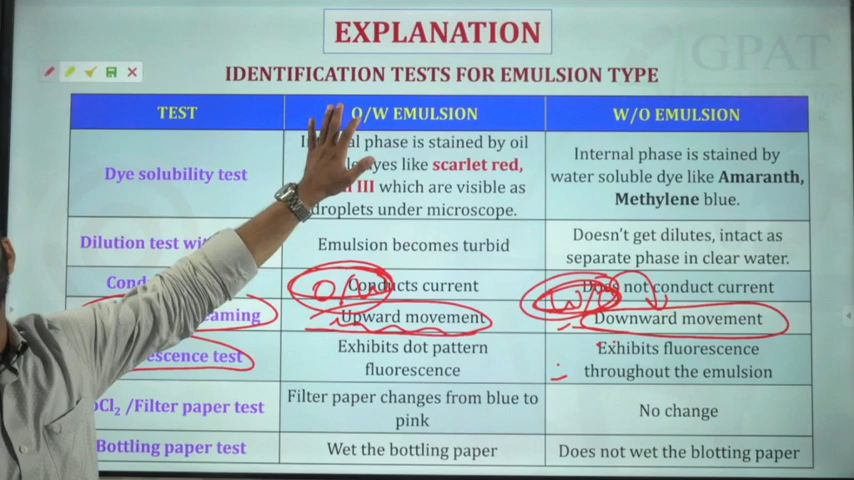 EXPLANATION
GPAT
IDENTIFICATION TESTS FOR EMULSION TYPE
TEST
O/W EMULSION
W/O EMULSION
Dye solubility test
phase is stained by oil
like scarlet red,
III which are visible as
droplets under microscope.
Internal phase is stained by
water soluble dye like Amaranth,
Methylene blue.
Dilution test
Emulsion becomes turbid
Doesn't get dilutes, intact as
separate phase in clear water.
Conducts current
O/W
Does not conduct current
W/O
Upward movement
Downward movement
test
Exhibits dot pattern
fluorescence
Exhibits fluorescence
throughout the emulsion
/Filter paper test
Filter paper changes from blue to
pink
No change
Bottling paper test
Wet the bottling paper
Does not wet the blotting paper